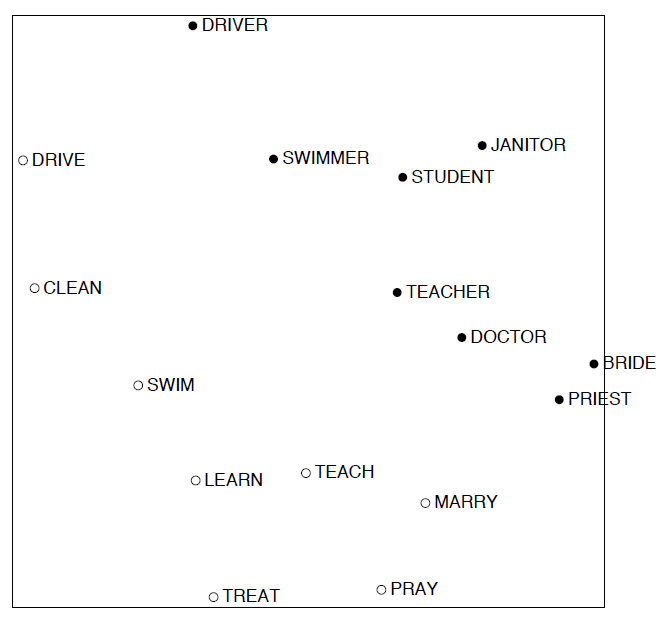 DRIVER
JANITOR
DRIVE
SWIMMER
STUDENT
CLEAN
TEACHER
DOCTOR
BRIDE
SWIM
PRIEST
TEACH
LEARN
MARRY
PRAY
TREAT